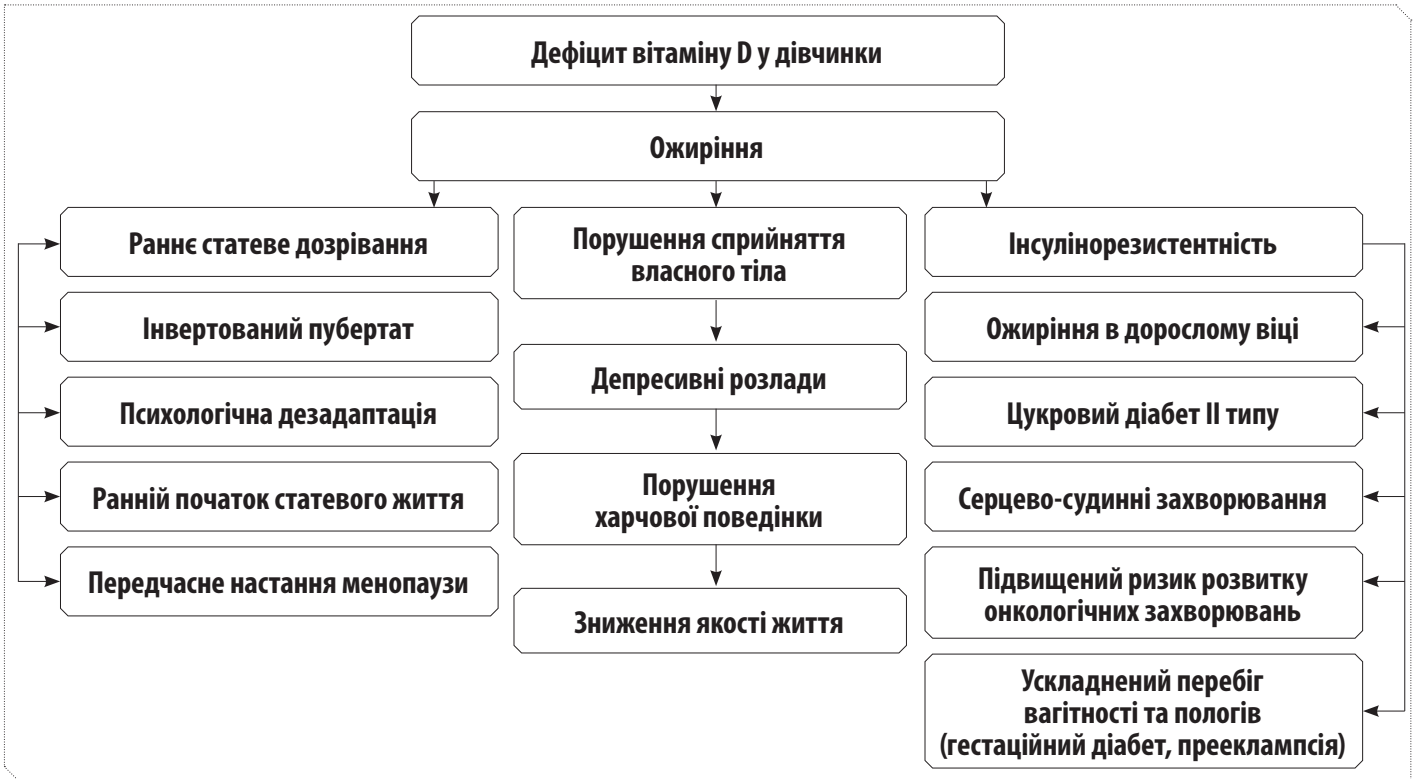 Дефіцит вітаміну D у дівчинки
Ожиріння
Раннє статеве дозрівання
Інвертований пубертат
Психологічна дезадаптація
Ранній початок статевого життя
Передчасне настання менопаузи
Порушення сприйняття
власного тіла
Депресивні розлади
Порушення
харчової поведінки
Зниження якості життя
Інсулінорезистентність
Ожиріння в дорослому віці
Цукровий діабет II типу
Серцево-судинні захворювання
Підвищений ризик розвитку
онкологічних захворювань
Ускладнений перебіг
вагітності та пологів
(гестаційний діабет, прееклампсія)